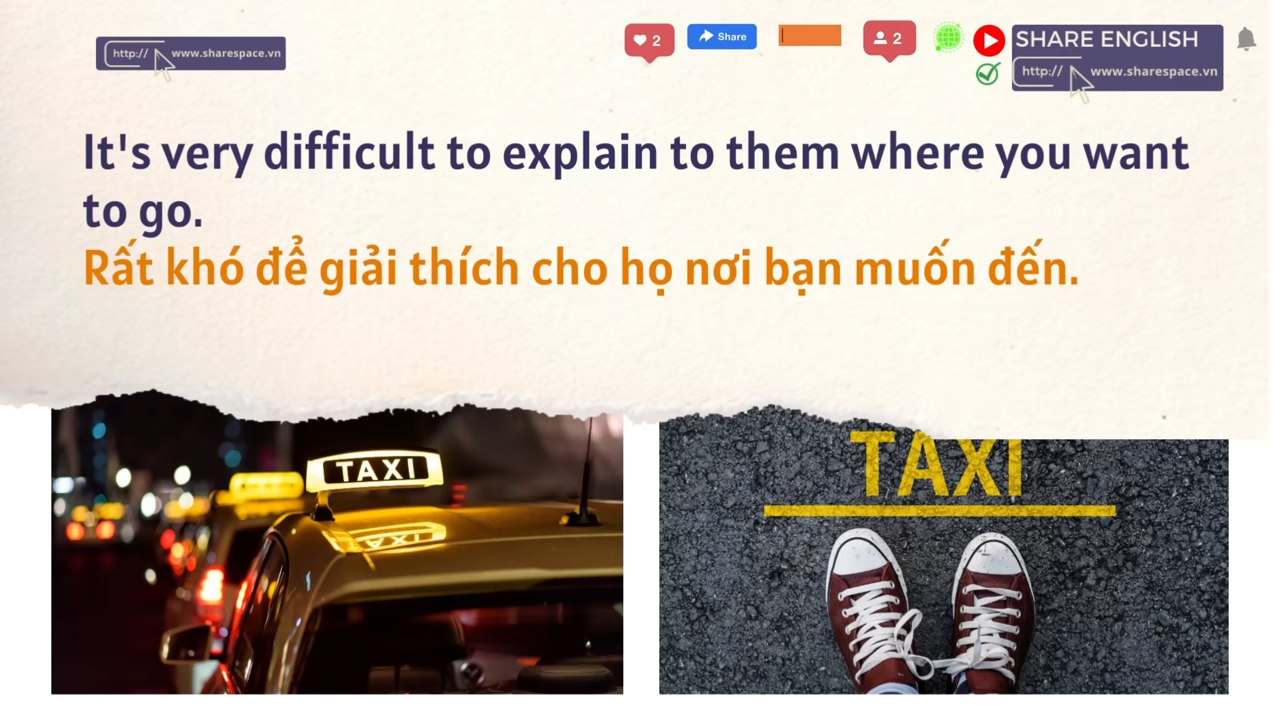 http:// www.sharespace.vn
2
Share
2
SHARE ENGLISH
http:// www.sharespace.vn
It's very difficult to explain to them where you want
to go.
Rất khó để giải thích cho họ nơi bạn muốn đến.
TAXI
TAXI
TAXI